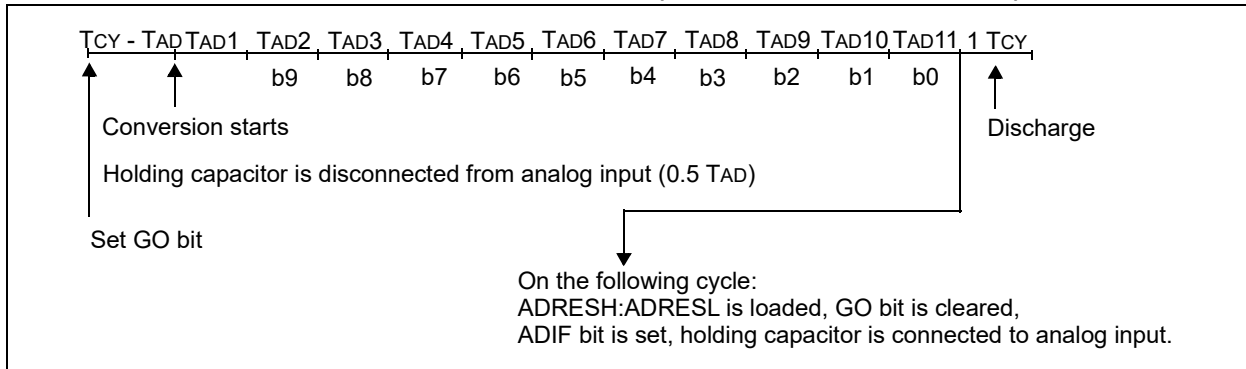 TCY - TAD TAD1 TAD2 TAD3 TAD4 TAD5 TAD6 TAD7 TAD8 TAD9 TAD10 TAD11 1 TCY
b9 b8 b7 b6 b5 b4 b3 b2 b1 b0
Conversion starts
Discharge
Holding capacitor is disconnected from analog input (0.5 TAD)
Set GO bit
On the following cycle:
ADRESH:ADRESL is loaded, GO bit is cleared,
ADIF bit is set, holding capacitor is connected to analog input.